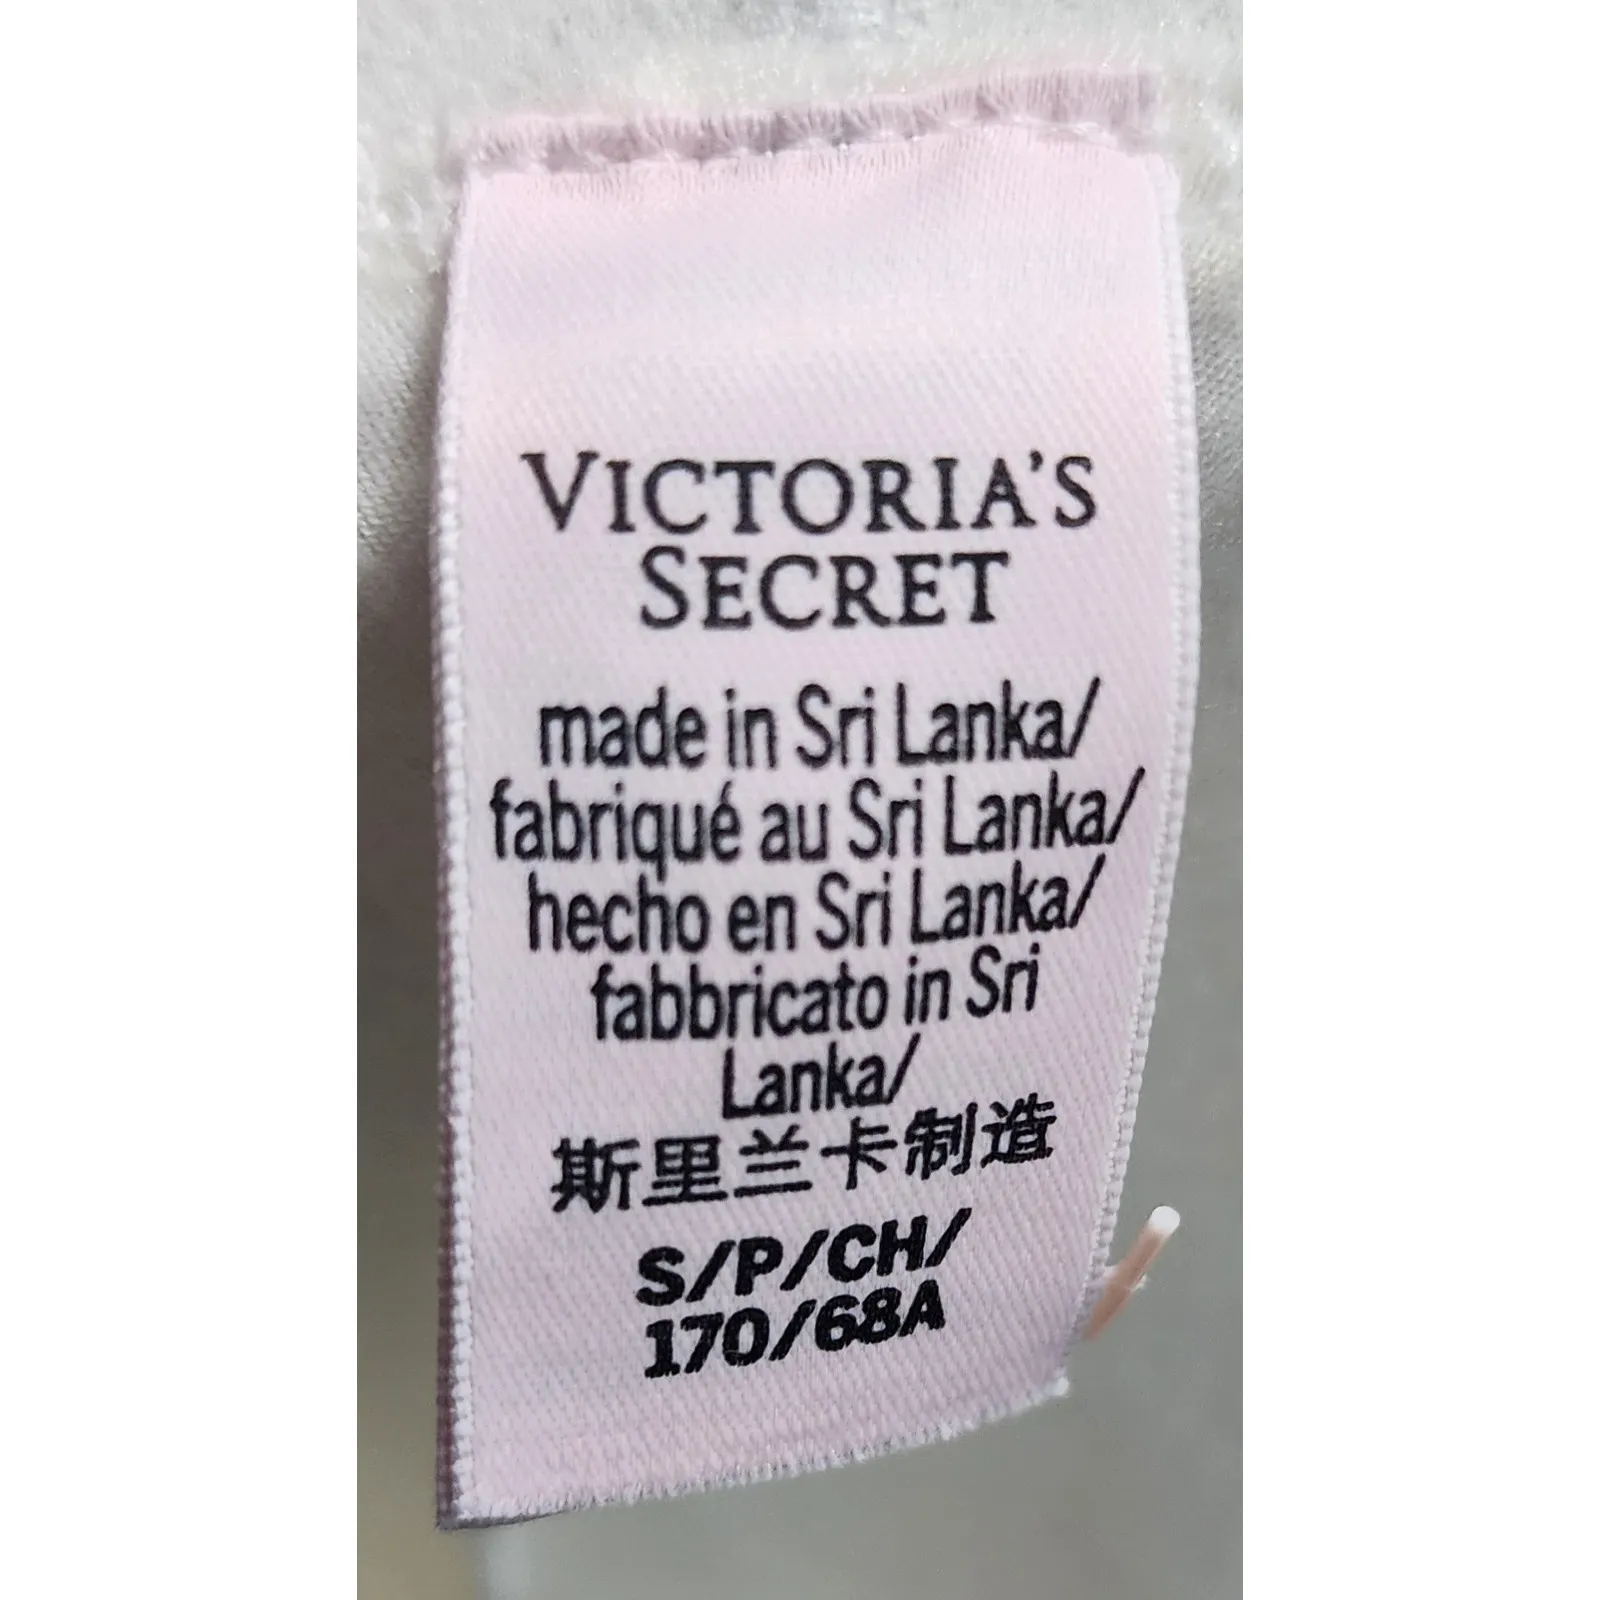 VICTORIA'S
SECRET
made in Sri Lanka/
fabriqué au Sri Lanka/
hecho en Sri Lanka/
fabbricato in Sri
Lanka/
斯里兰卡制造
S/P/CH/
170/68A